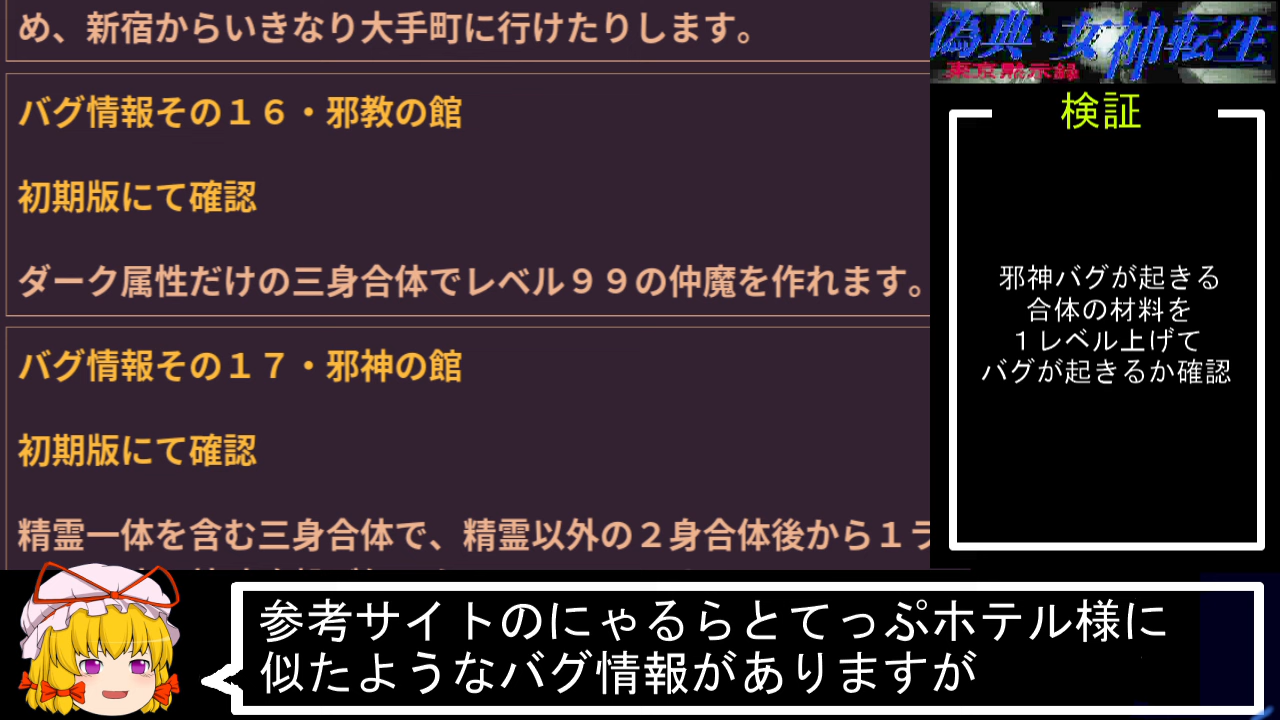 め、新宿からいきなり大手町に行けたりします。
バグ情報その１６・邪教の館
初期版にて確認
ダーク属性だけの三身合体でレベル９９の仲魔を作れます。
バグ情報その１７・邪神の館
初期版にて確認
精霊一体を含む三身合体で、精霊以外の２身合体後から１ラ
偽典・女神転生
東京黙示録
検証
邪神バグが起きる
合体の材料を
１レベル上げて
バグが起きるか確認
参考サイトのにゃるらとてっぷホテル様に
似たようなバグ情報がありますが